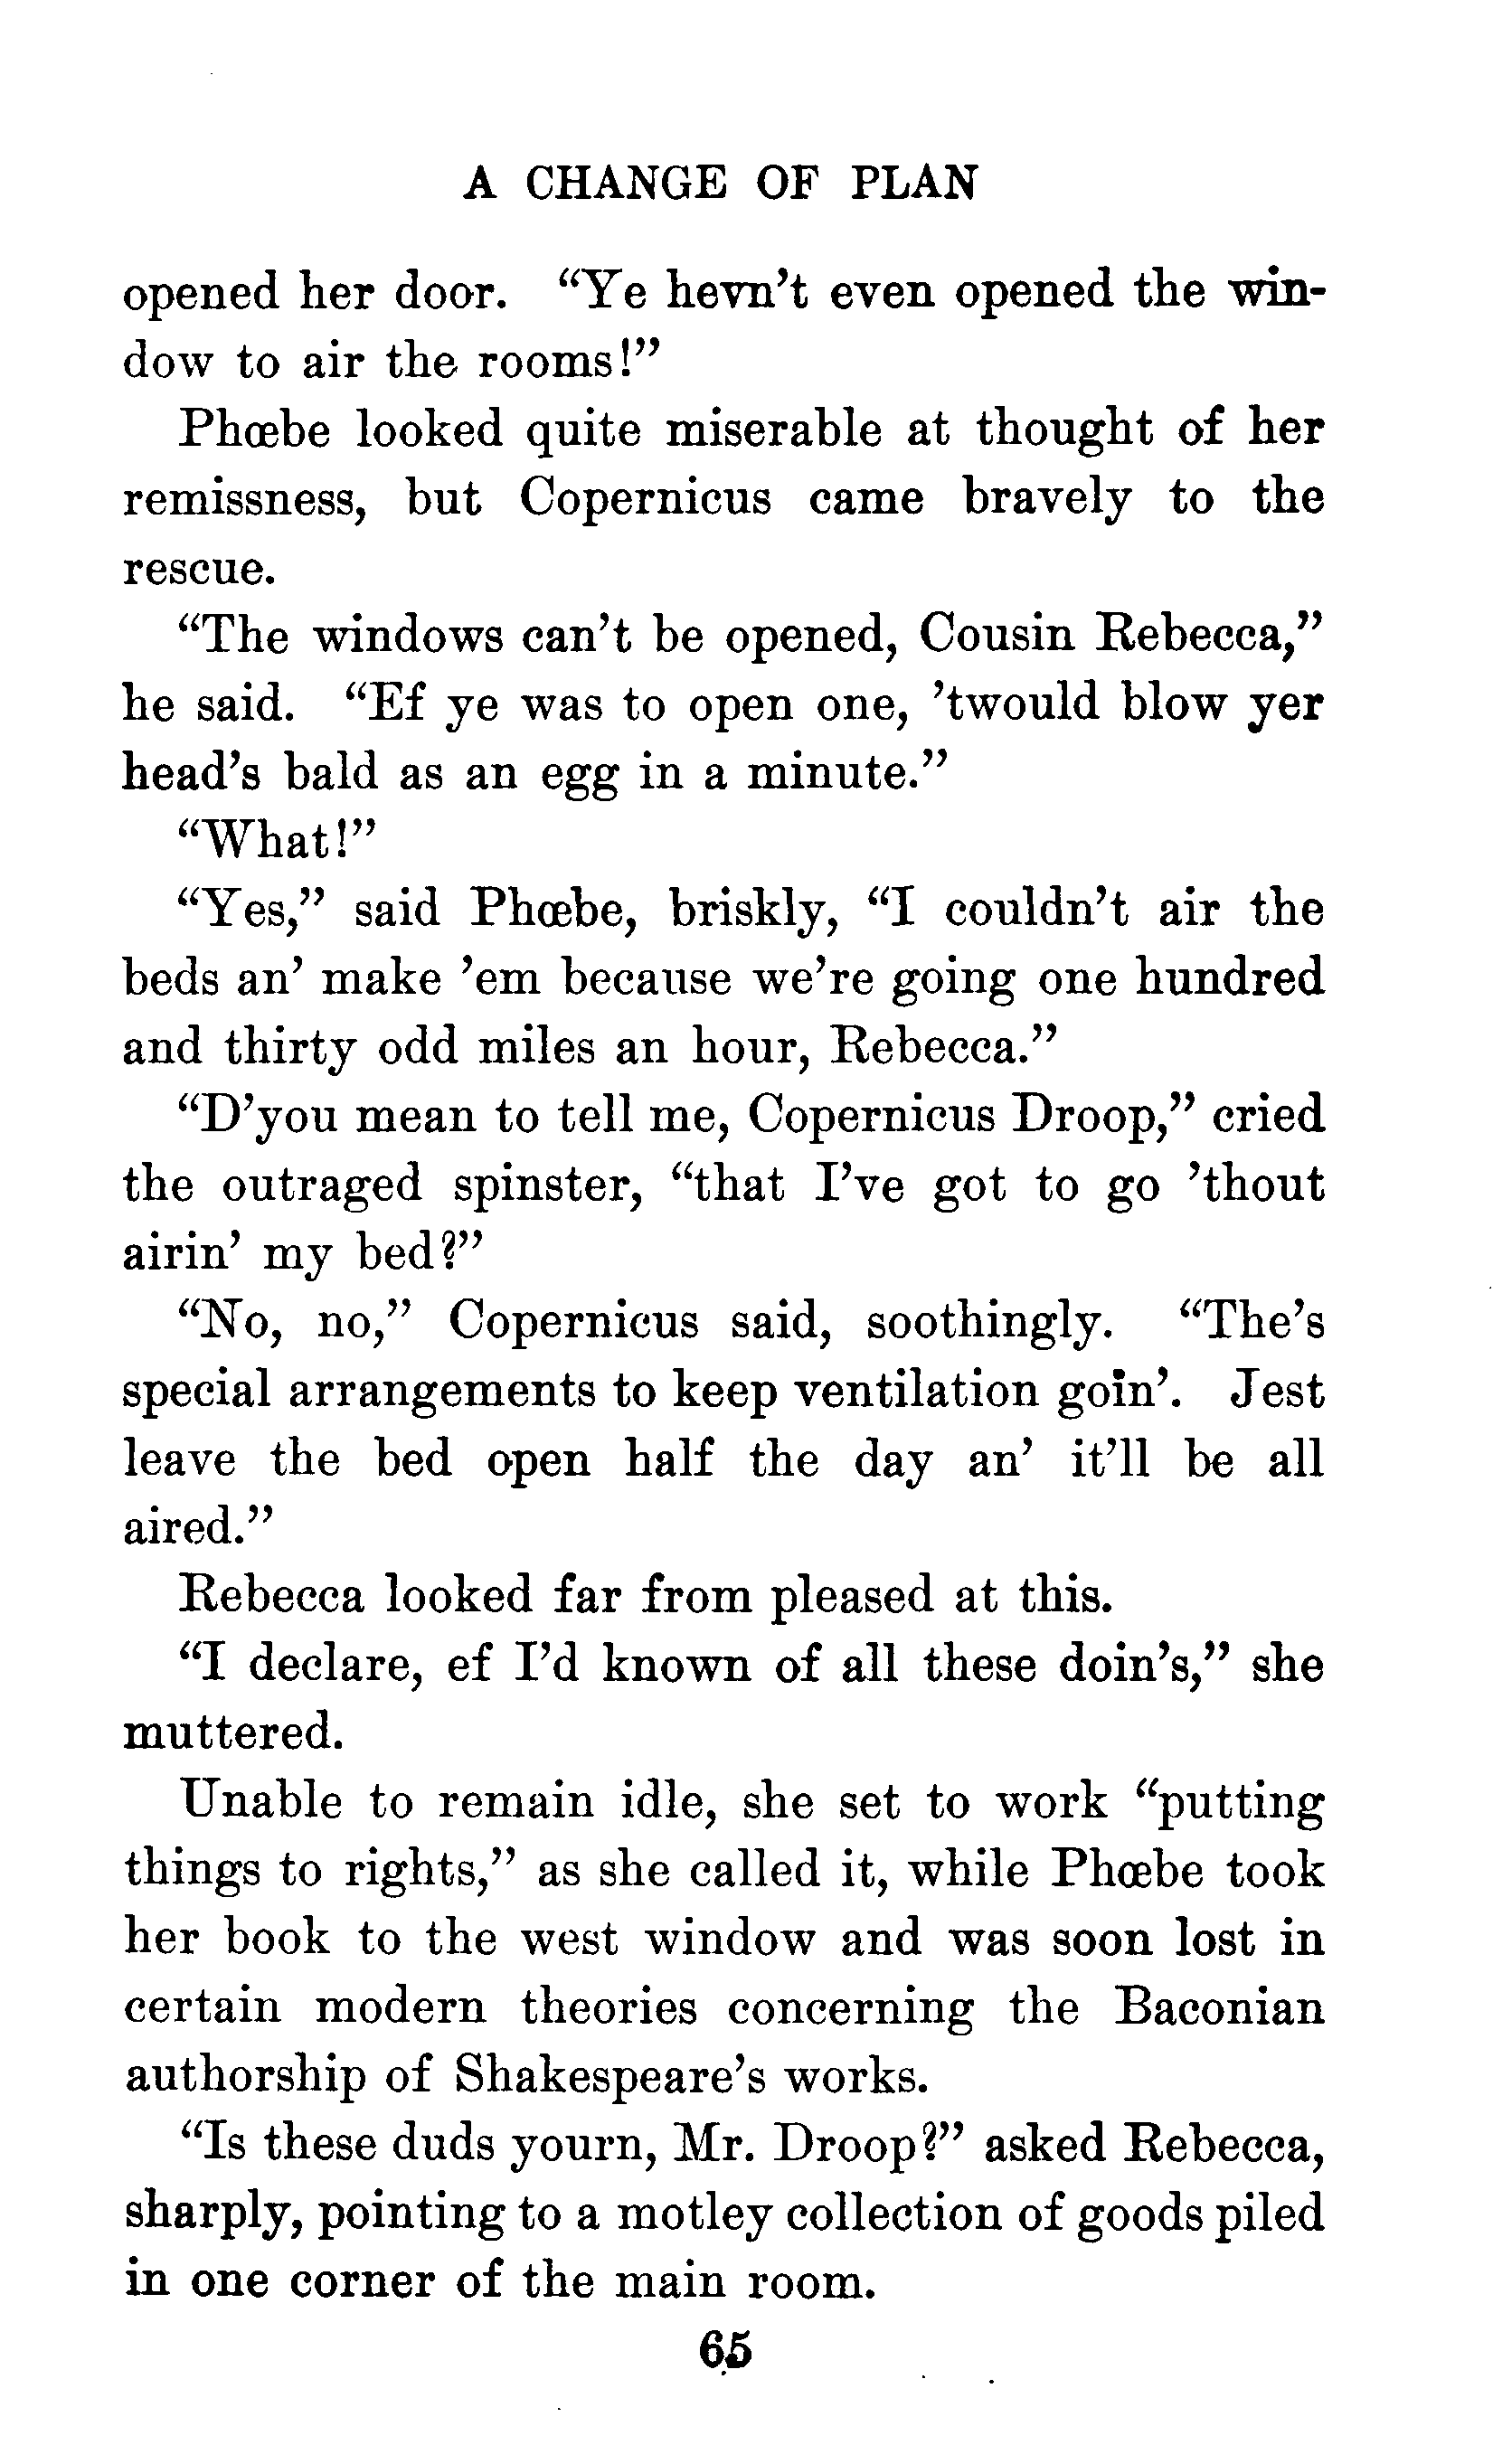 A CHANGE OF PLAN
opened her door. "Ye hevn't even opened the win-
dow to air the rooms!"
Phœbe looked quite miserable at thought of her
remissness, but Copernicus came bravely to the
rescue.
"The windows can't be opened, Cousin Rebecca,"
he said. "Ef ye was to open one, 'twould blow yer
head's bald as an egg in a minute."
"What!"
"Yes," said Phœbe, briskly, "I couldn't air the
beds an' make 'em because we're going one hundred
and thirty odd miles an hour, Rebecca."
"D'you mean to tell me, Copernicus Droop," cried
the outraged spinster, "that I've got to go 'thout
airin' my bed?"
"No, no," Copernicus said, soothingly. "The's
special arrangements to keep ventilation goin'. Jest
leave the bed open half the day an' it'll be all
aired."
Rebecca looked far from pleased at this.
"I declare, ef I'd known of all these doin's," she
muttered.
Unable to remain idle, she set to work "putting
things to rights," as she called it, while Phœbe took
her book to the west window and was soon lost in
certain modern theories concerning the Baconian
authorship of Shakespeare's works.
"Is these duds yourn, Mr. Droop?" asked Rebecca,
sharply, pointing to a motley collection of goods piled
in one corner of the main room.
65